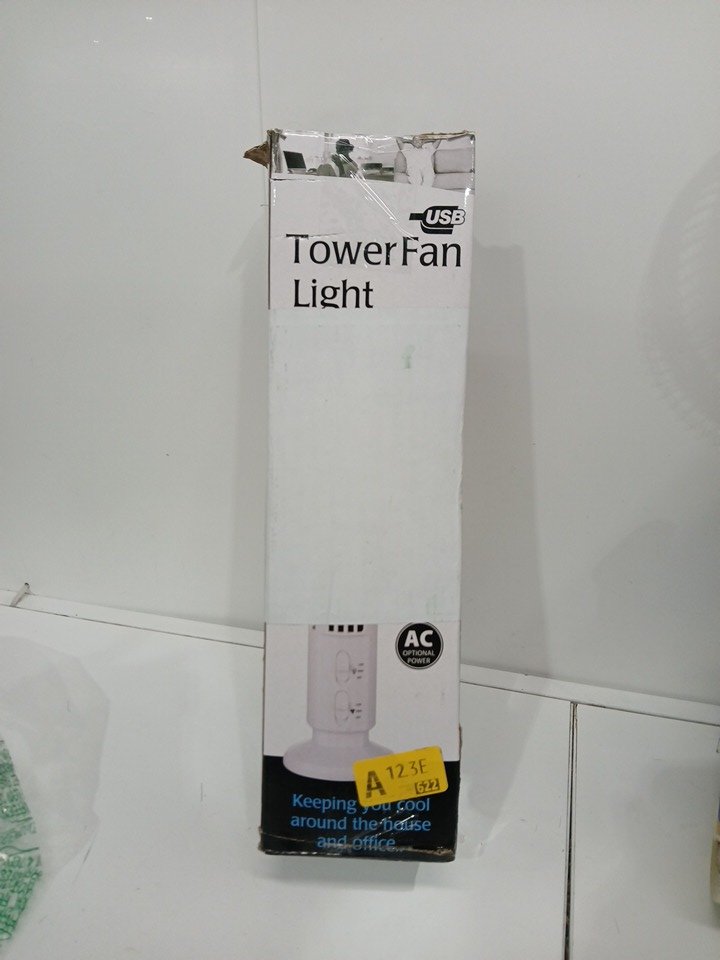 USB
TowerFan
Light
AC
OPTIONAL
POWER
A 123E
622
Keeping you cool
around the house
and office